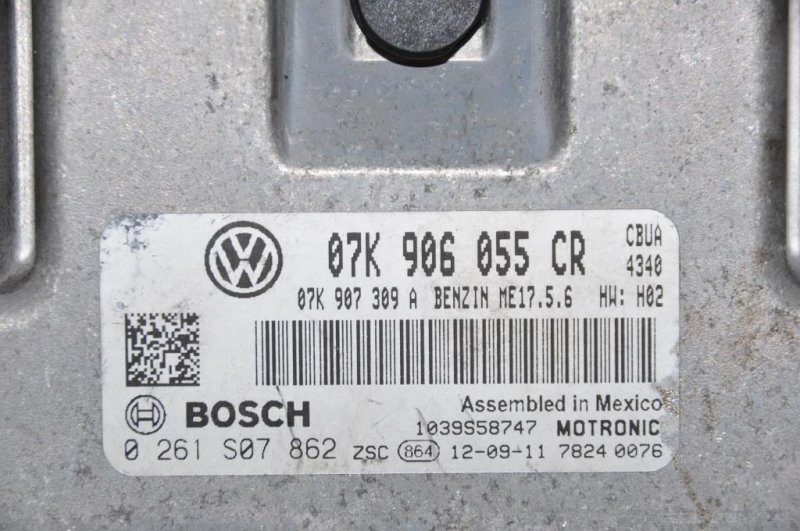 VW 07K 906 055 CR CBUA
4340
07K 907 309 A BENZIN ME17.5.6 HW: H02
BOSCH Assembled in Mexico
1039S58747 MOTRONIC
0 261 S07 862 ZSC 864 12-09-11 7824 0076